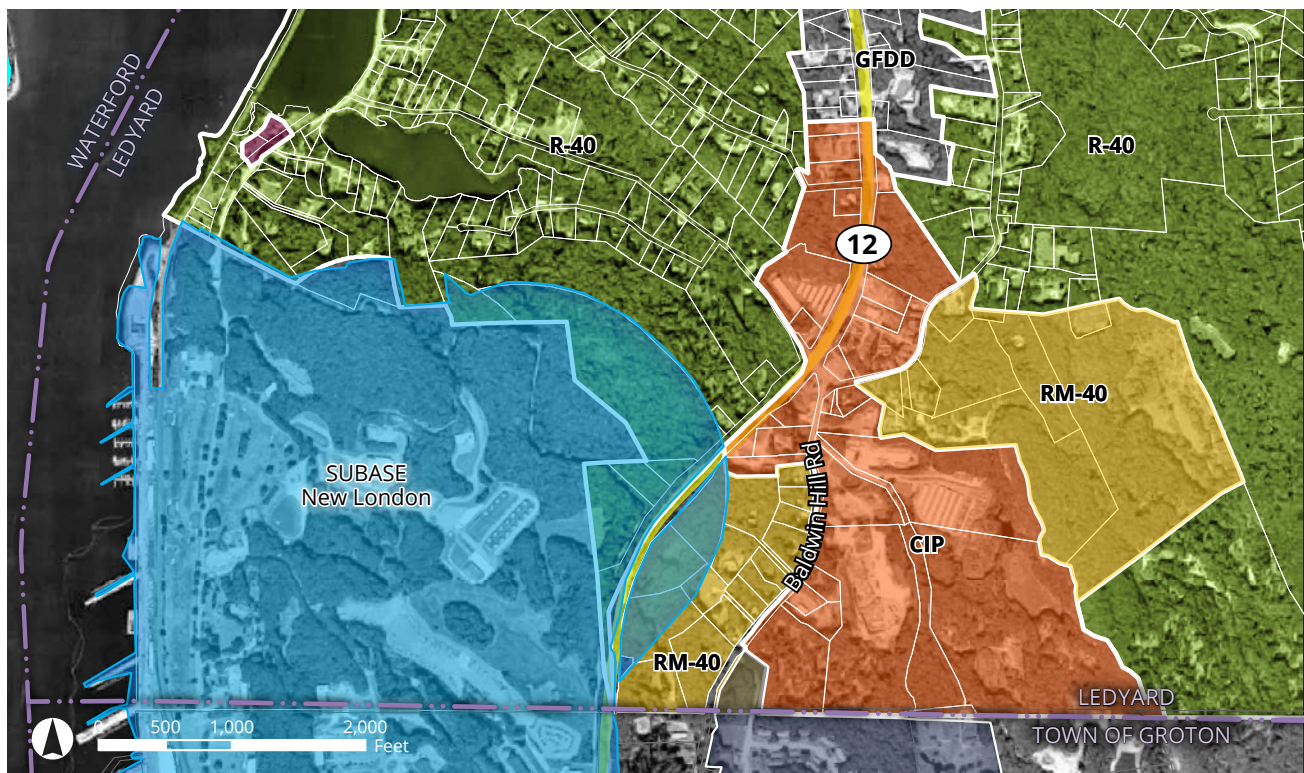 GFDD
WATERFORD
LEDYARD
R-40
R-40
12
RM-40
SUBASE
New London
Baldwin Hill Rd
CIP
RM-40
LEDYARD
TOWN OF GROTON
0 500 1,000 2,000
Feet